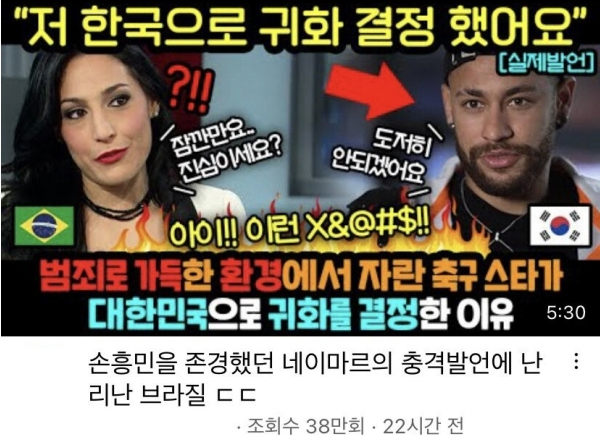 “저 한국으로 귀화 결정 했어요”
[실제발언]
?!!
잠깐만요..
진심이세요?
도저히
안되겠어요
아이!! 이런 X&@#$!!
범죄로 가득한 환경에서 자란 축구 스타가
대한민국으로 귀화를 결정한 이유
5:30
손흥민을 존경했던 네이마르의 충격발언에 난
리난 브라질 ㄷㄷ
· 조회수 38만회 · 22시간 전